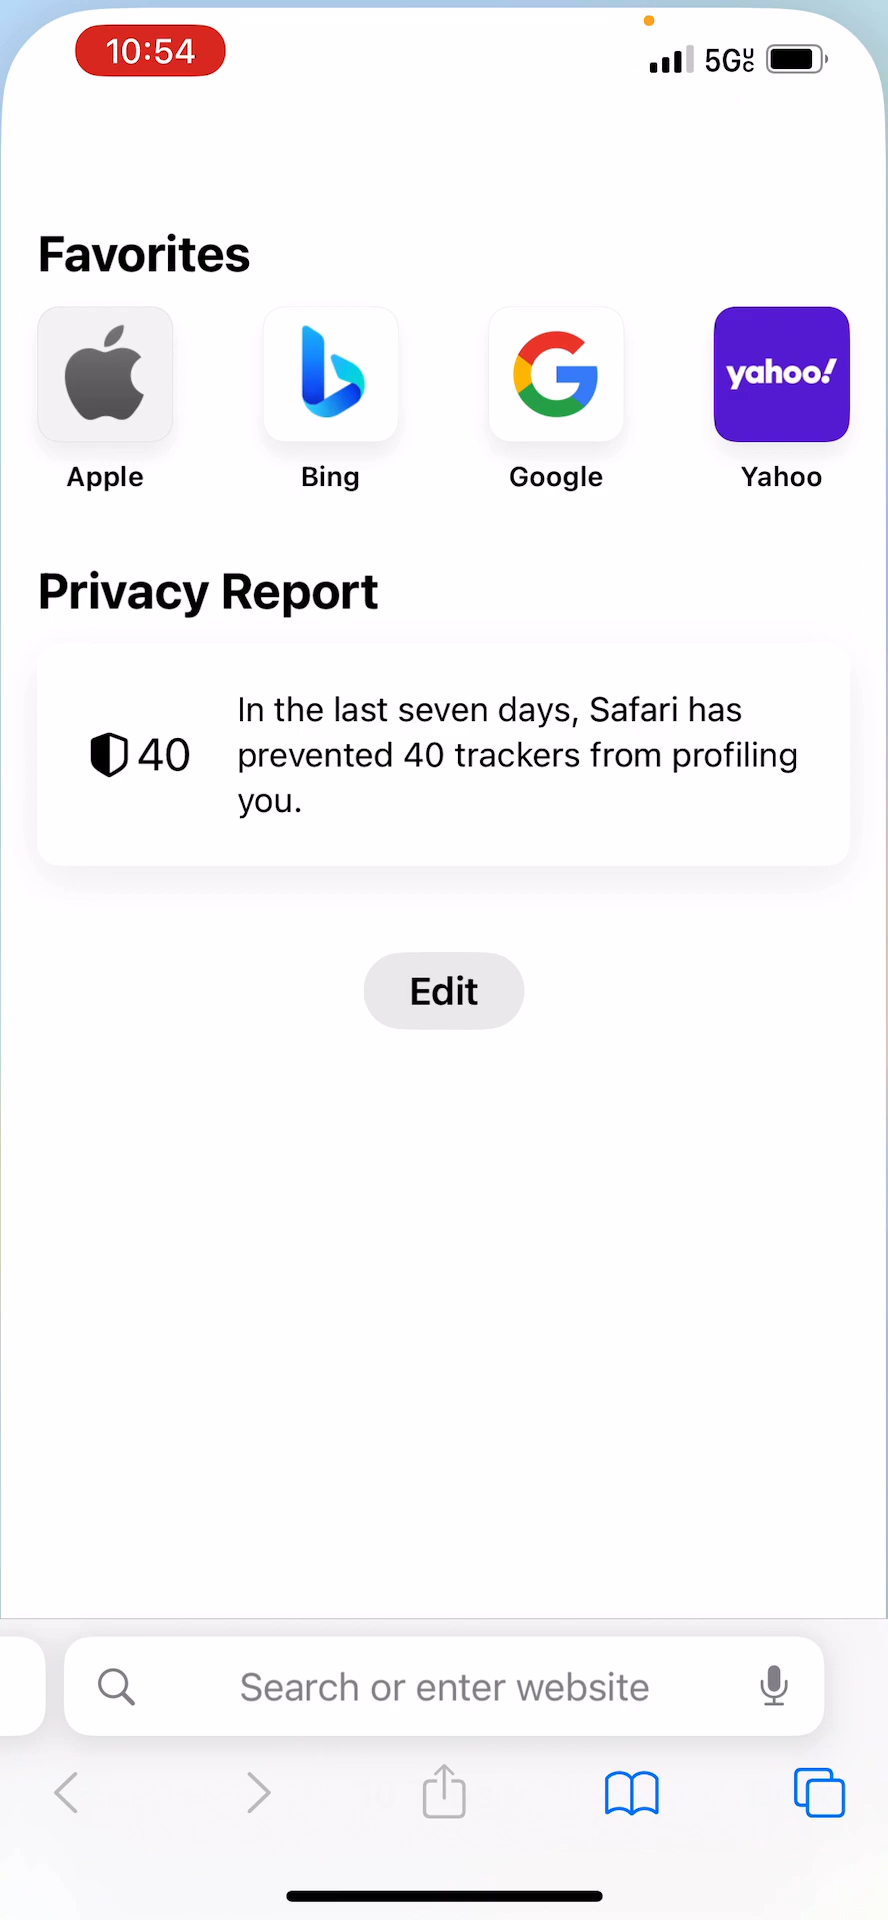 10:54
5GUC
Favorites
yahoo!
Apple
Bing
Google
Yahoo
Privacy Report
40
In the last seven days, Safari has
prevented 40 trackers from profiling
you.
Edit
Search or enter website